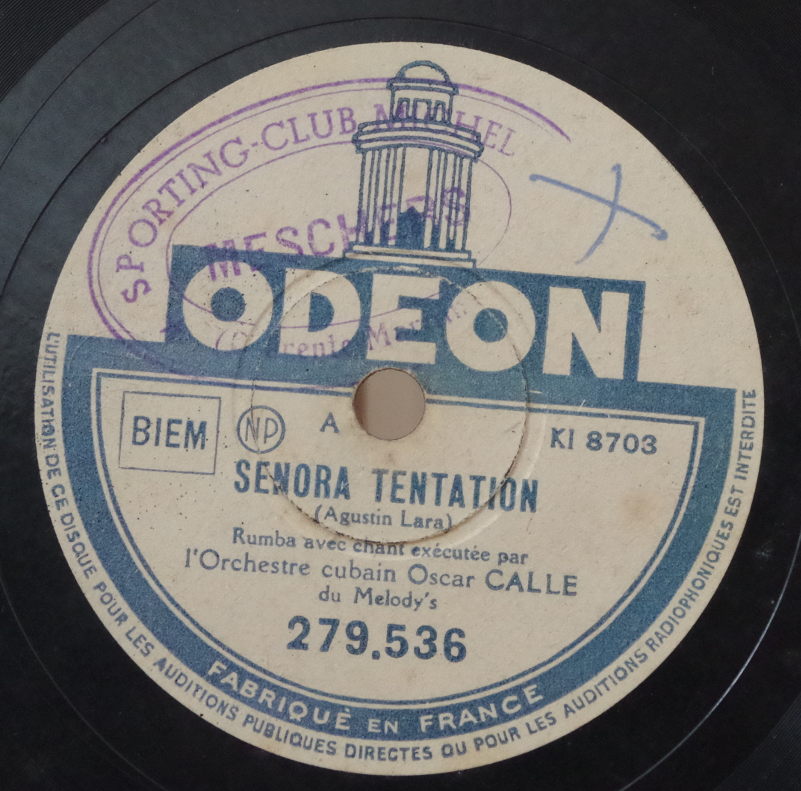 SPORTING-CLUB MICHEL
MESCHERS
ODEON
BIEM
NP
A
KI 8703
SENORA TENTATION
(Agustin Lara)
Rumba avec chant exécutée par
l'Orchestre cubain Oscar CALLE
du Melody's
279.536
FABRIQUÉ EN FRANCE
L'UTILISATION DE CE DISQUE POUR LES AUDITIONS PUBLIQUES DIRECTES OU POUR LES AUDITIONS RADIOPHONIQUES EST INTERDITE